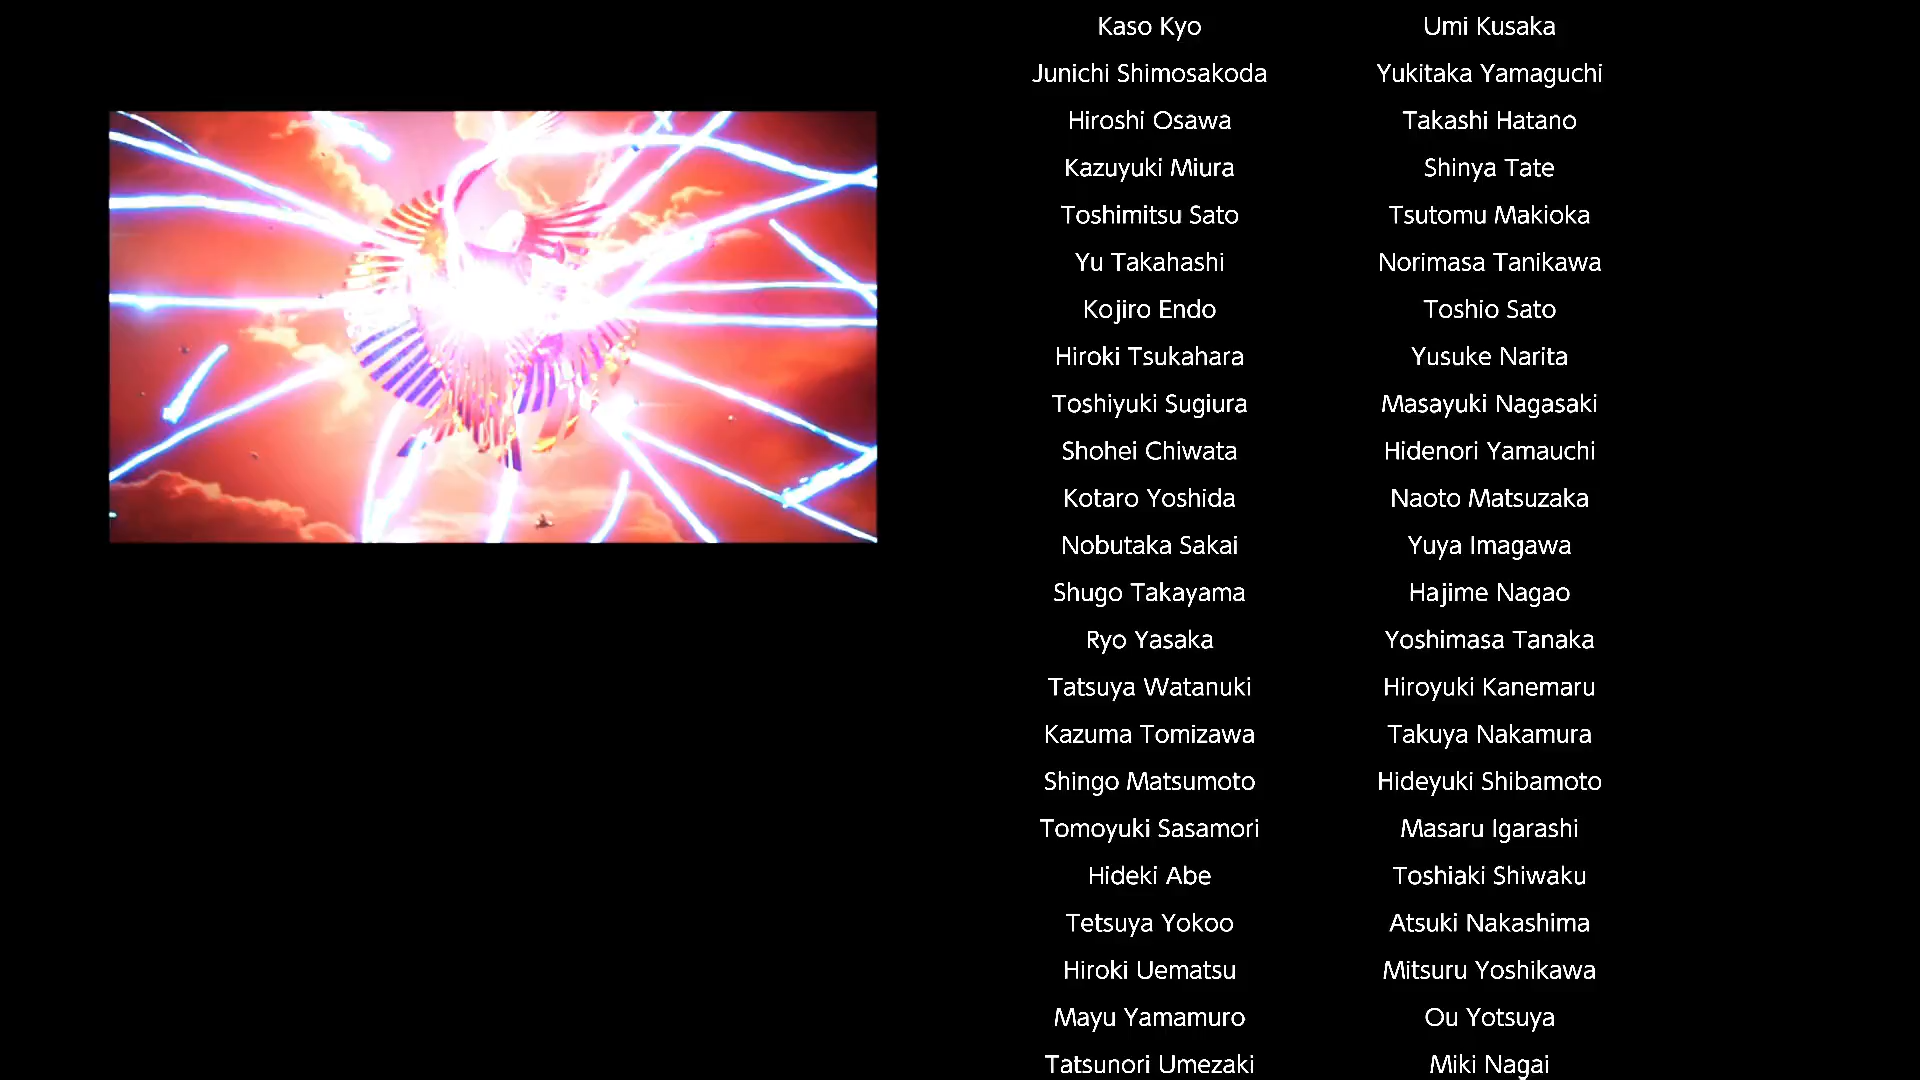 Kaso Kyo Umi Kusaka
Junichi Shimosakoda Yukitaka Yamaguchi
Hiroshi Osawa Takashi Hatano
Kazuyuki Miura Shinya Tate
Toshimitsu Sato Tsutomu Makioka
Yu Takahashi Norimasa Tanikawa
Kojiro Endo Toshio Sato
Hiroki Tsukahara Yusuke Narita
Toshiyuki Sugiura Masayuki Nagasaki
Shohei Chiwata Hidenori Yamauchi
Kotaro Yoshida Naoto Matsuzaka
Nobutaka Sakai Yuya Imagawa
Shugo Takayama Hajime Nagao
Ryo Yasaka Yoshimasa Tanaka
Tatsuya Watanuki Hiroyuki Kanemaru
Kazuma Tomizawa Takuya Nakamura
Shingo Matsumoto Hideyuki Shibamoto
Tomoyuki Sasamori Masaru Igarashi
Hideki Abe Toshiaki Shiwaku
Tetsuya Yokoo Atsuki Nakashima
Hiroki Uematsu Mitsuru Yoshikawa
Mayu Yamamuro Ou Yotsuya
Tatsunori Umezaki Miki Nagai